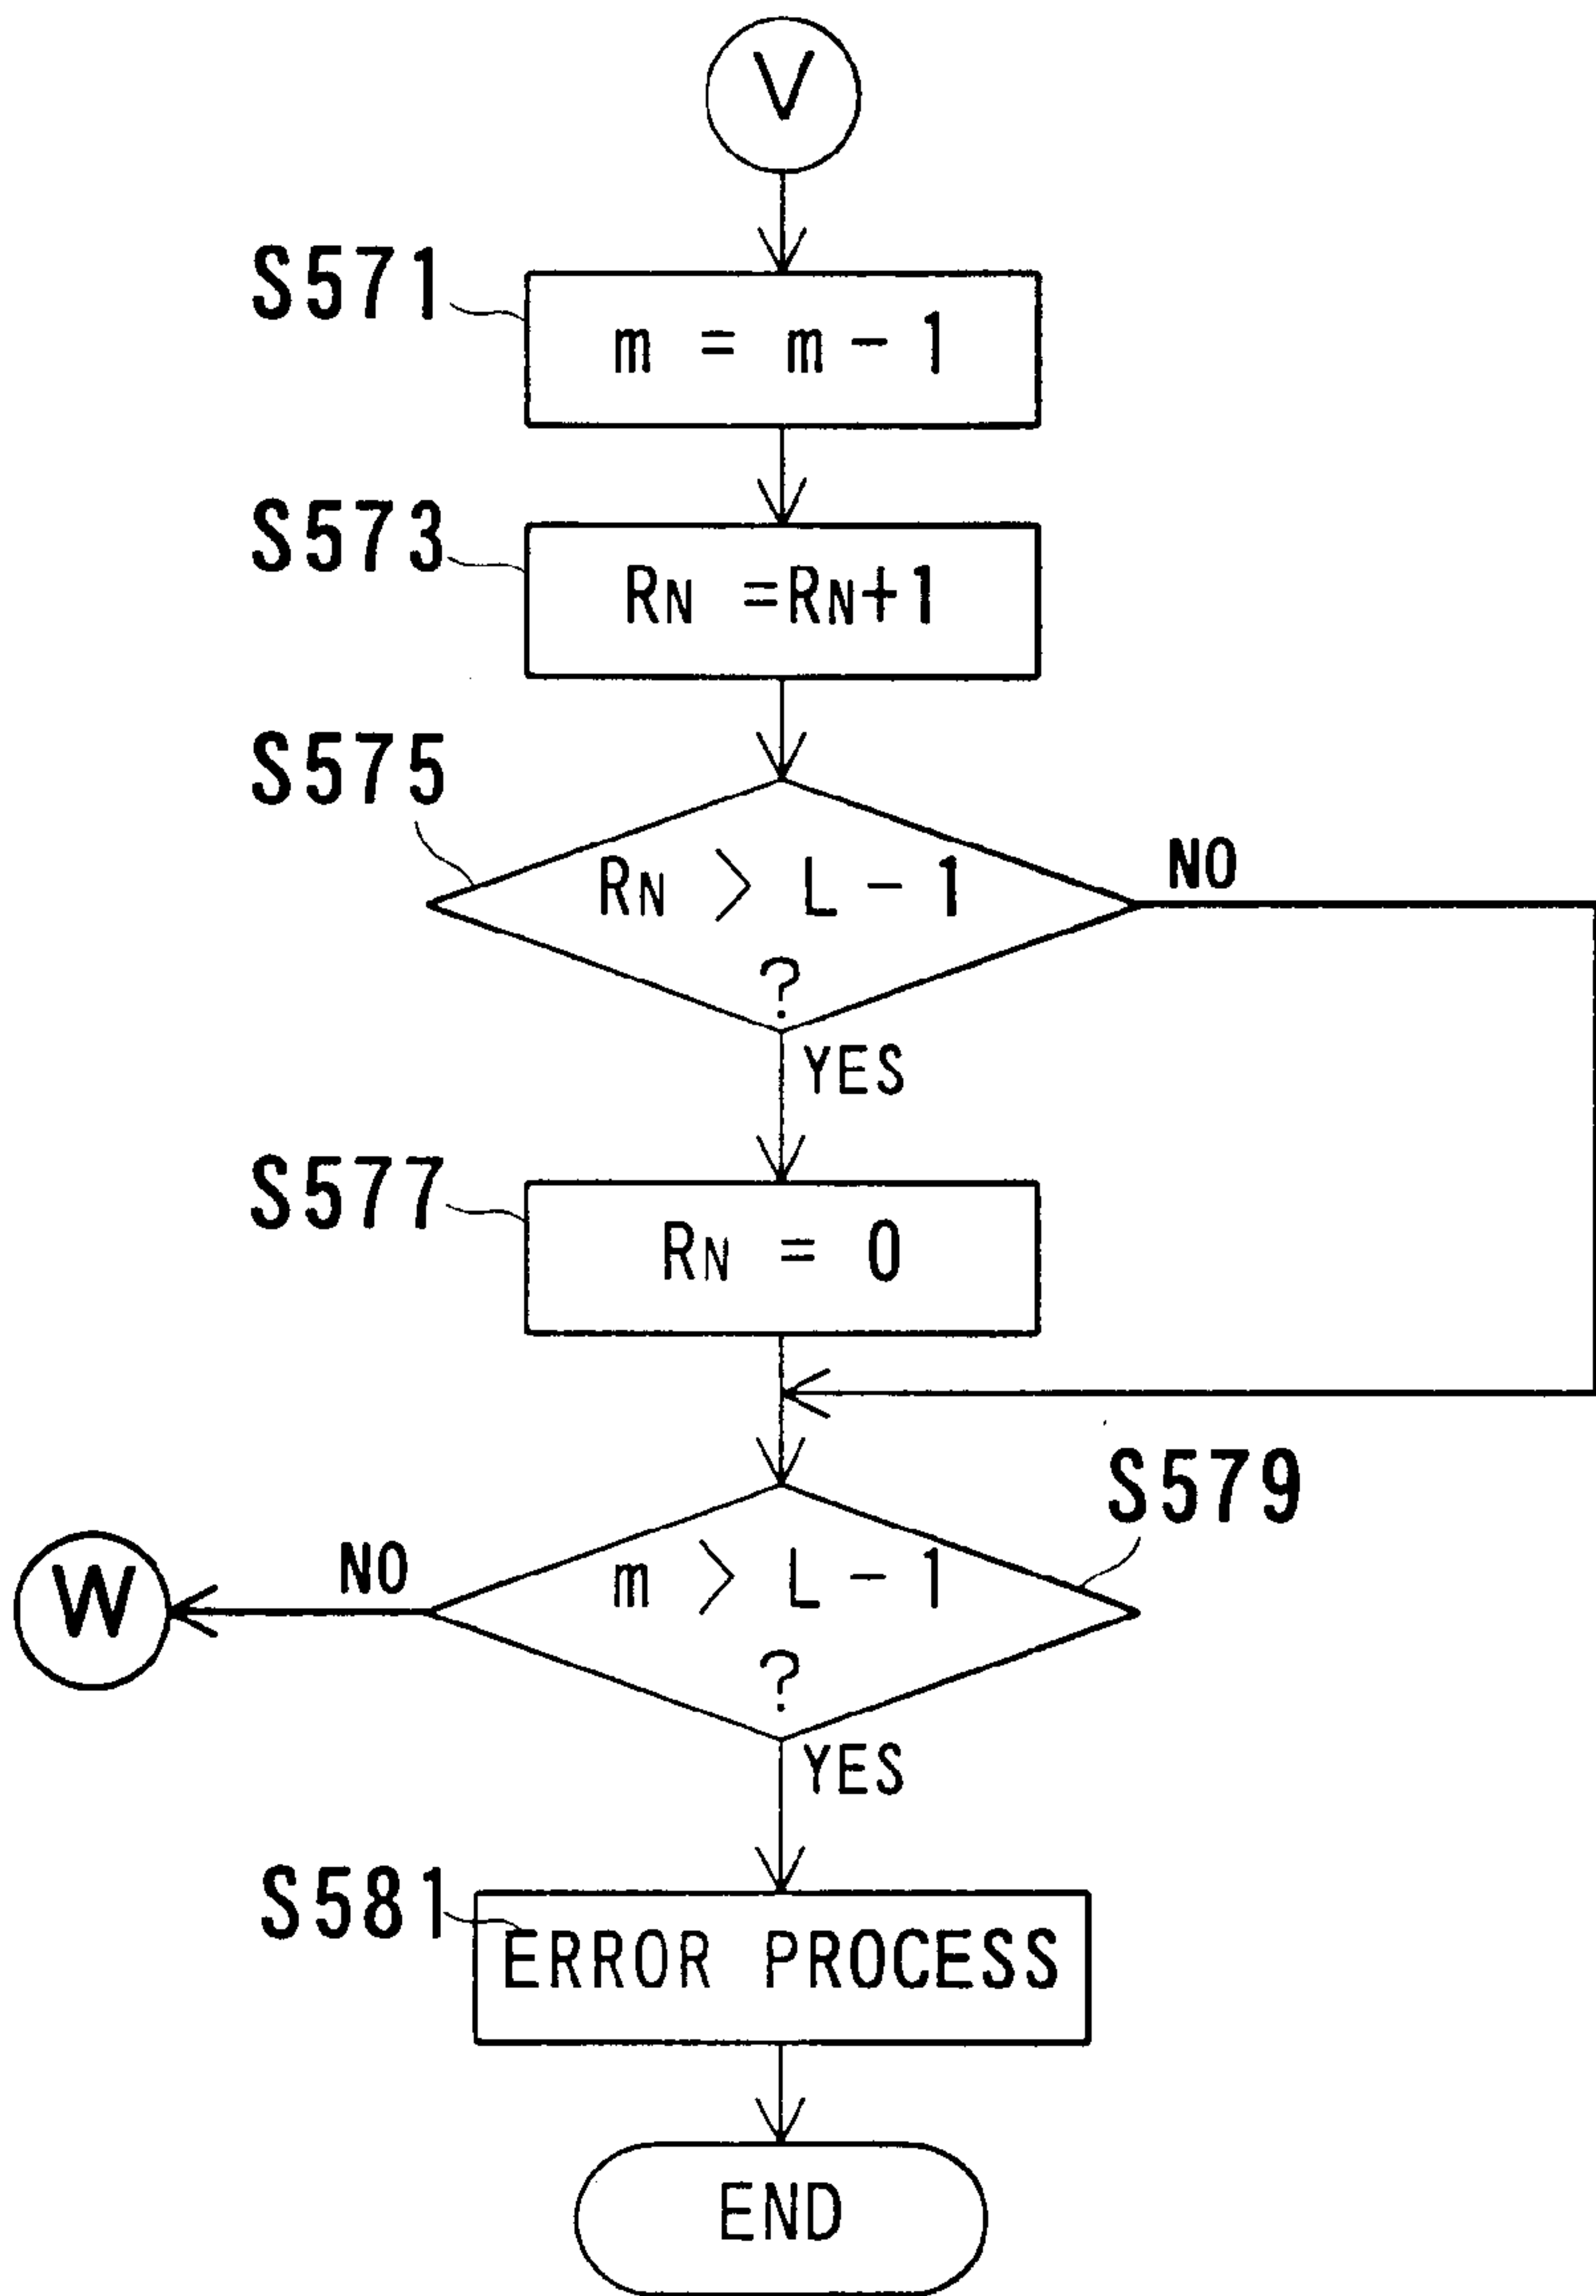 V
S571
m = m - 1
S573
RN =RN+1
S575
RN > L - 1
?
NO
YES
S577
RN = 0
S579
m > L - 1
?
NO
W
YES
S581
ERROR PROCESS
END